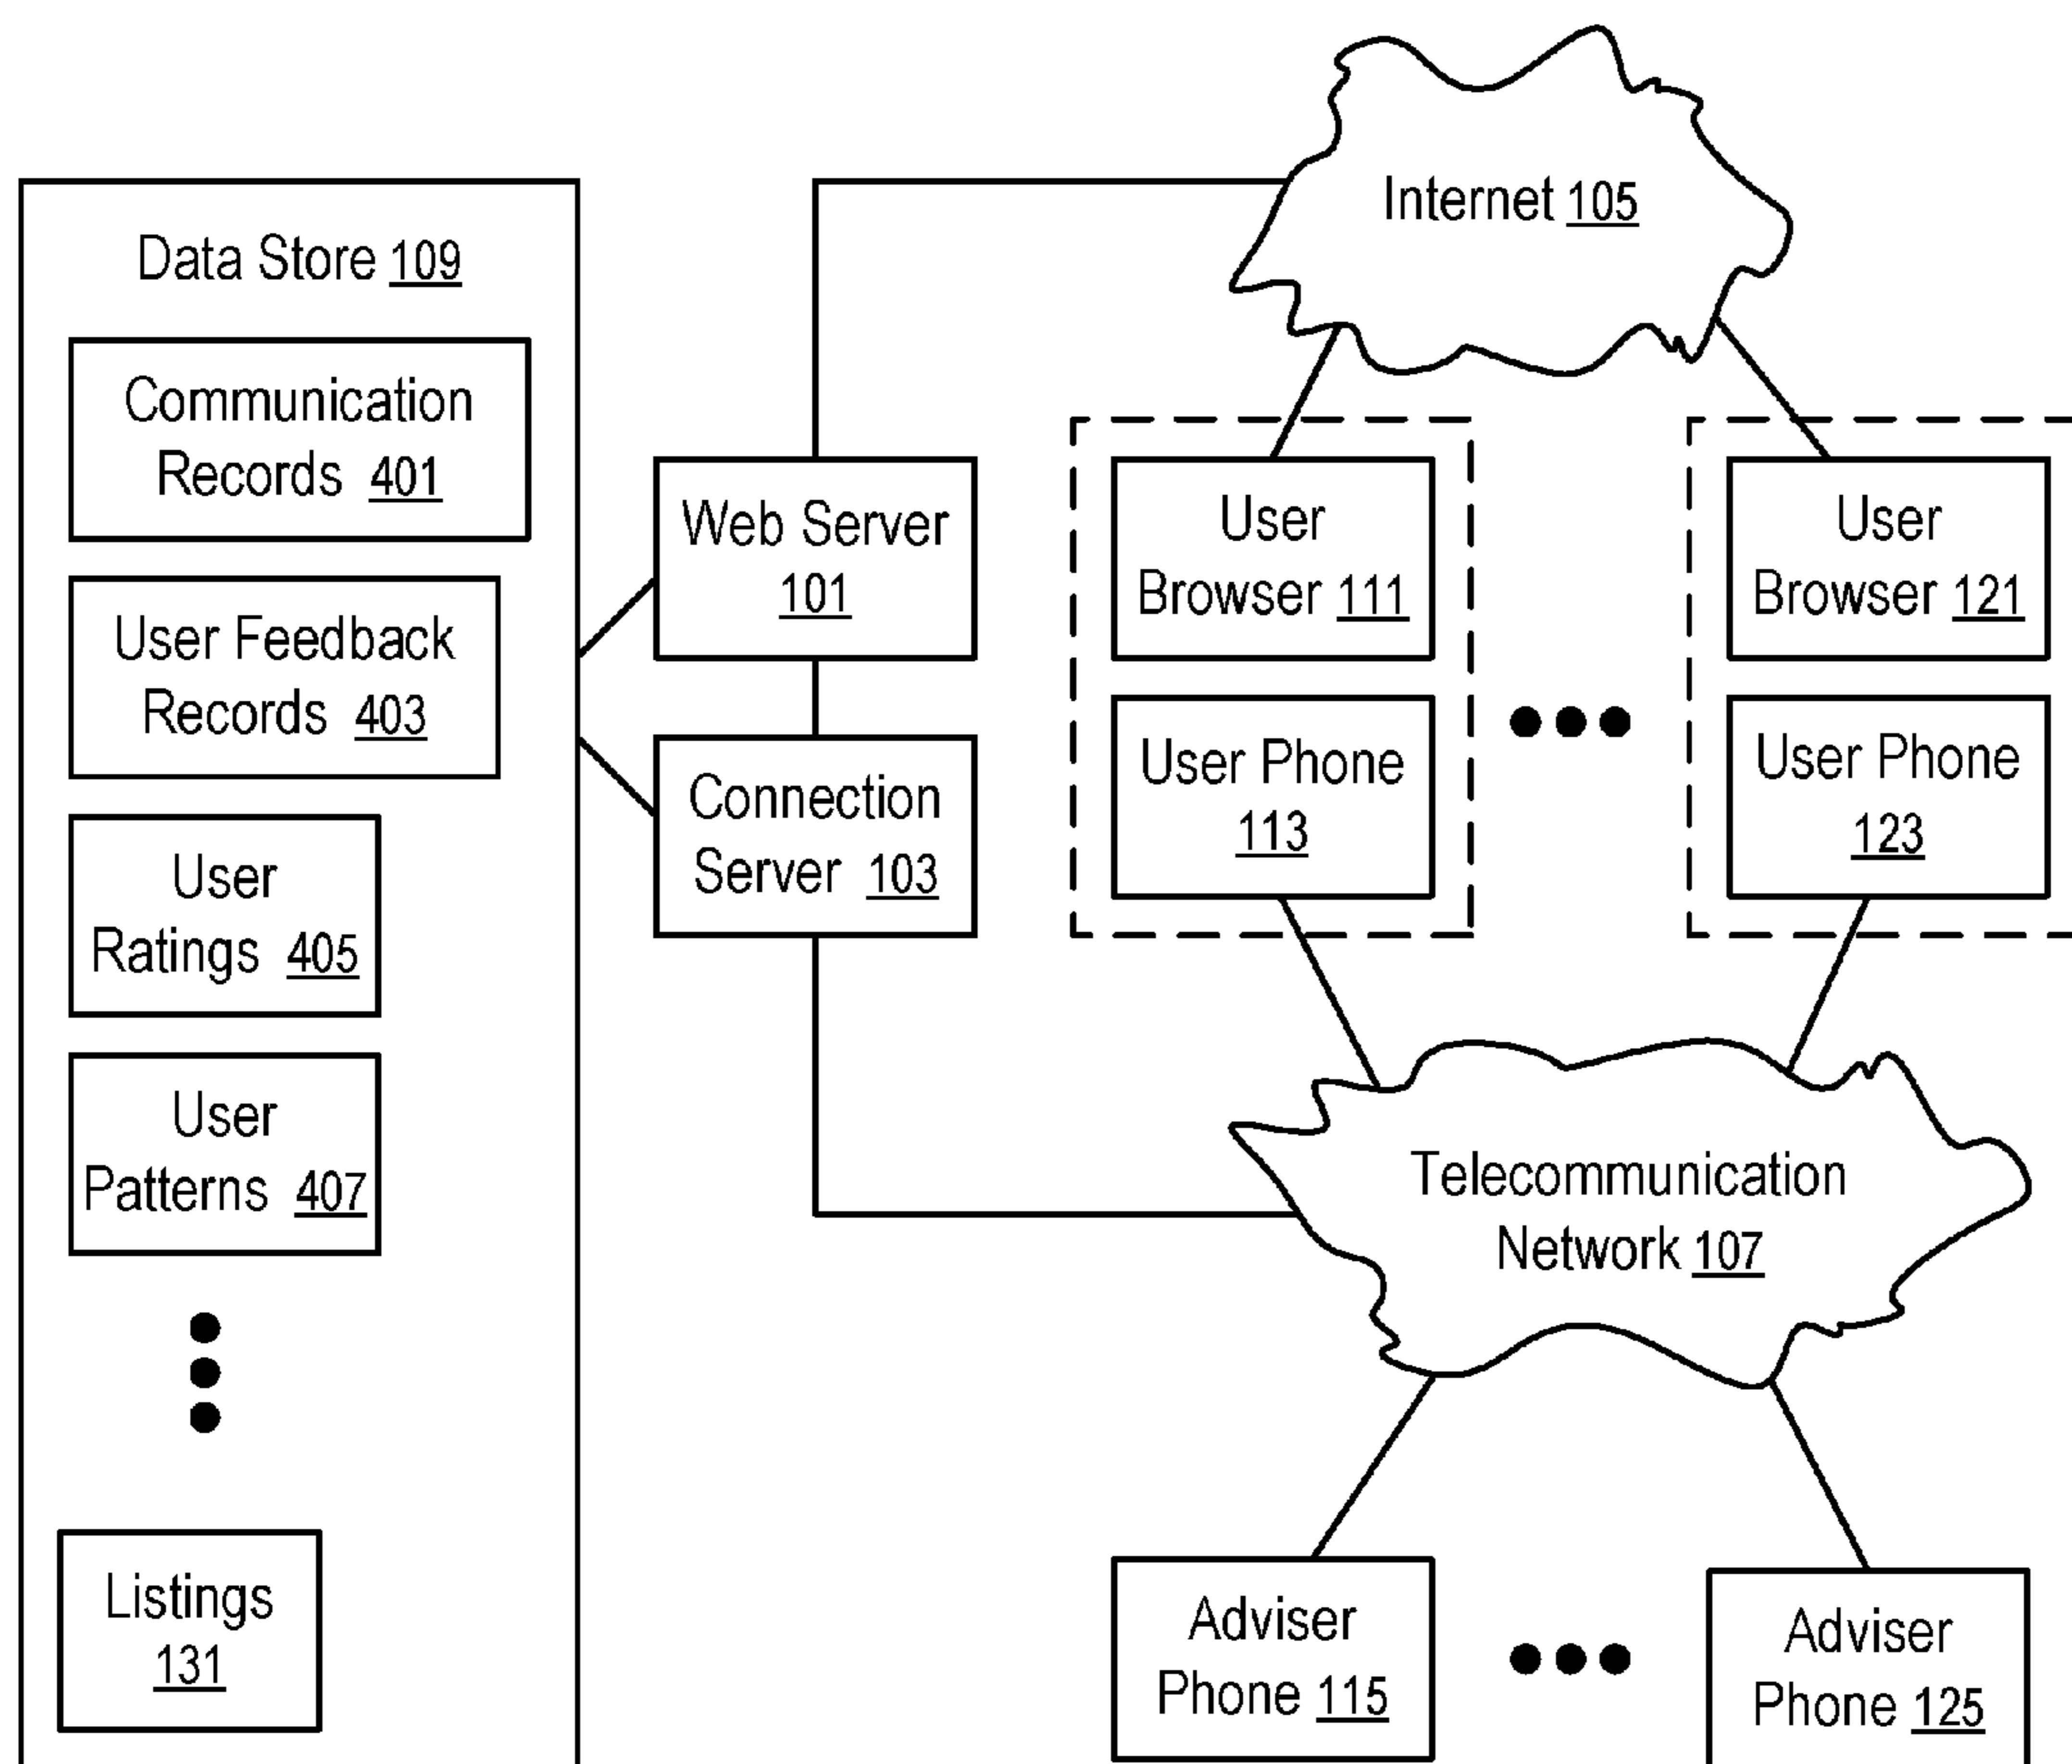 Internet 105
Data Store 109
Communication
Records 401
User Feedback
Records 403
User
Ratings 405
User
Patterns 407
Listings
131
Web Server
101
Connection
Server 103
User
Browser 111
User Phone
113
User
Browser 121
User Phone
123
Telecommunication
Network 107
Adviser
Phone 115
Adviser
Phone 125